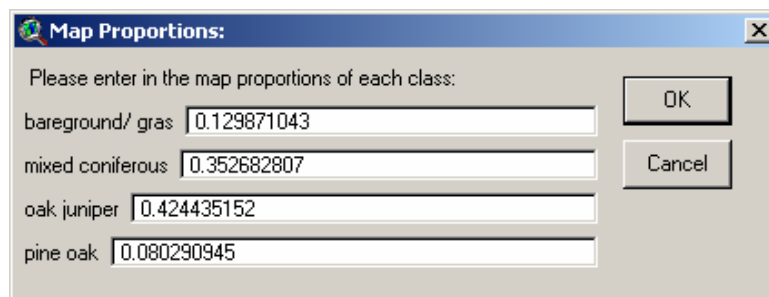 Map Proportions:
Please enter in the map proportions of each class:
bareground/ gras 0.129871043
mixed coniferous 0.352682807
oak juniper 0.424435152
pine oak 0.080290945
OK
Cancel